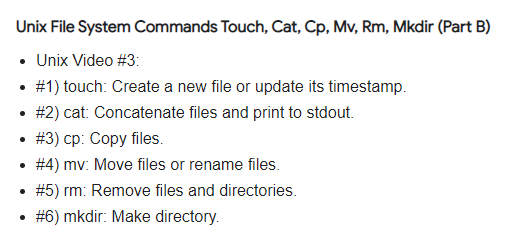 Unix File System Commands Touch, Cat, Cp, Mv, Rm, Mkdir (Part B)
• Unix Video #3:
• #1) touch: Create a new file or update its timestamp.
• #2) cat: Concatenate files and print to stdout.
• #3) cp: Copy files.
• #4) mv: Move files or rename files.
• #5) rm: Remove files and directories.
• #6) mkdir: Make directory.